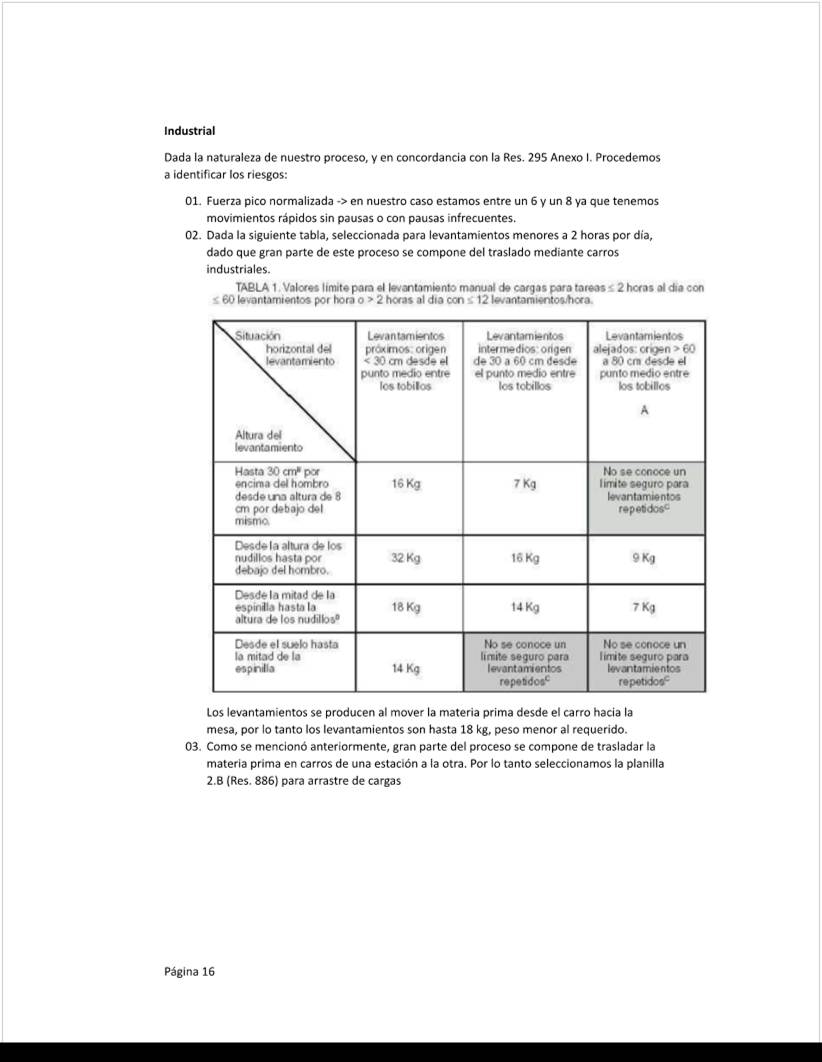 Industrial
Dada la naturaleza de nuestro proceso, y en concordancia con la Res. 295 Anexo I. Procedemos
a identificar los riesgos:
01. Fuerza pico normalizada -> en nuestro caso estamos entre un 6 y un 8 ya que tenemos
movimientos rápidos sin pausas o con pausas infrecuentes.
02. Dada la siguiente tabla, seleccionada para levantamientos menores a 2 horas por día,
dado que gran parte de este proceso se compone del traslado mediante carros
industriales.
TABLA 1. Valores límite para el levantamiento manual de cargas para tareas ≤ 2 horas al día con
≤ 60 levantamientos por hora o > 2 horas al día con ≤ 12 levantamientos/hora.
Situación
horizontal del
levantamiento
Altura del
levantamiento
Levantamientos
próximos: origen
< 30 cm desde el
punto medio entre
los tobillos
Levantamientos
intermedios: origen
de 30 a 60 cm desde
el punto medio entre
los tobillos
Levantamientos
alejados: origen > 60
a 80 cm desde el
punto medio entre
los tobillos
A
Hasta 30 cmᴮ por
encima del hombro
desde una altura de 8
cm por debajo del
mismo.
16 Kg
7 Kg
No se conoce un
límite seguro para
levantamientos
repetidosᶜ
Desde la altura de los
nudillos hasta por
debajo del hombro.
32 Kg
16 Kg
9 Kg
Desde la mitad de la
espinilla hasta la
altura de los nudillosᴮ
18 Kg
14 Kg
7 Kg
Desde el suelo hasta
la mitad de la
espinilla
14 Kg
No se conoce un
límite seguro para
levantamientos
repetidosᶜ
No se conoce un
límite seguro para
levantamientos
repetidosᶜ
Los levantamientos se producen al mover la materia prima desde el carro hacia la
mesa, por lo tanto los levantamientos son hasta 18 kg, peso menor al requerido.
03. Como se mencionó anteriormente, gran parte del proceso se compone de trasladar la
materia prima en carros de una estación a la otra. Por lo tanto seleccionamos la planilla
2.B (Res. 886) para arrastre de cargas
Página 16